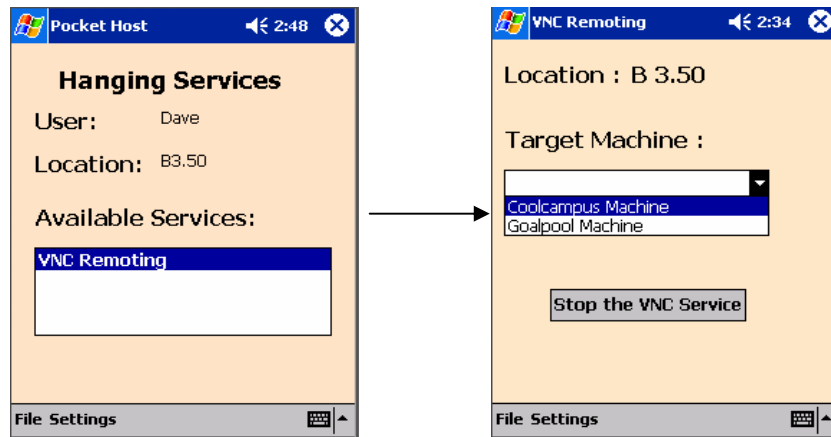 Pocket Host 2:48
Hanging Services
User: Dave
Location: B3.50
Available Services:
VNC Remoting
File Settings
VNC Remoting 2:34
Location : B 3.50
Target Machine :
Coolcampus Machine
Goalpool Machine
Stop the VNC Service
File Settings